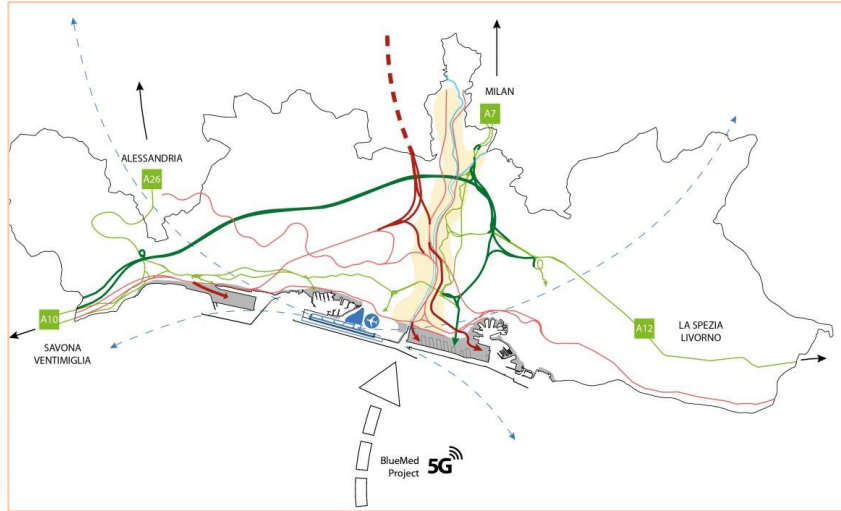 MILAN
A7
ALESSANDRIA
A26
A10
SAVONA
VENTIMIGLIA
A12
LA SPEZIA
LIVORNO
BlueMed
Project
5G